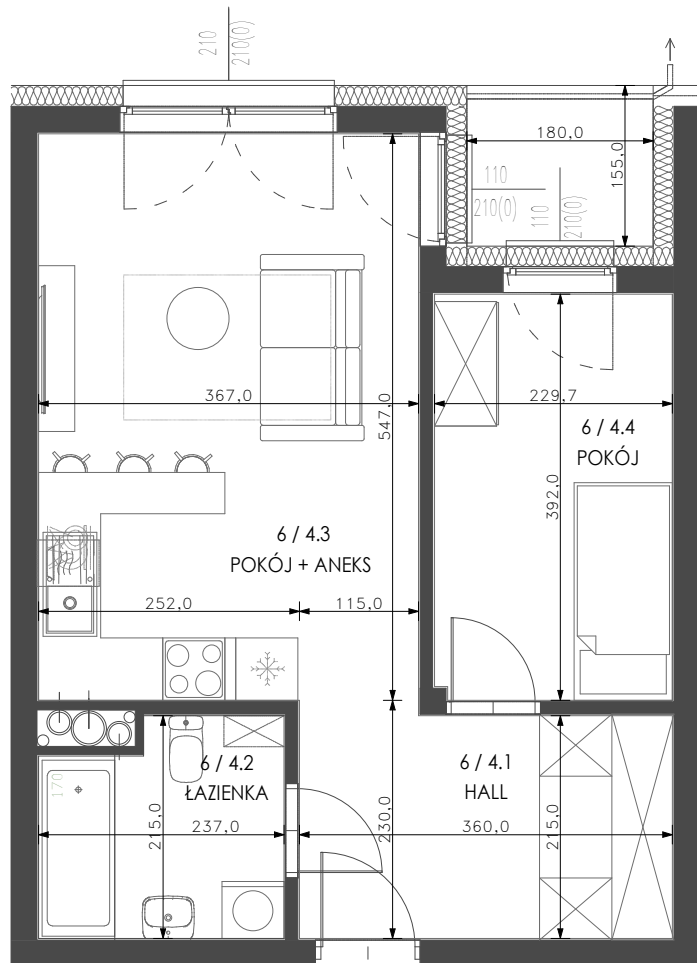 210
210(0)
180,0
155,0
110
210(0)
110
210(0)
367,0
547,0
229,7
6 / 4.4
POKÓJ
392,0
6 / 4.3
POKÓJ + ANEKS
252,0
115,0
170
6 / 4.2
ŁAZIENKA
215,0
237,0
230,0
6 / 4.1
HALL
360,0
215,0